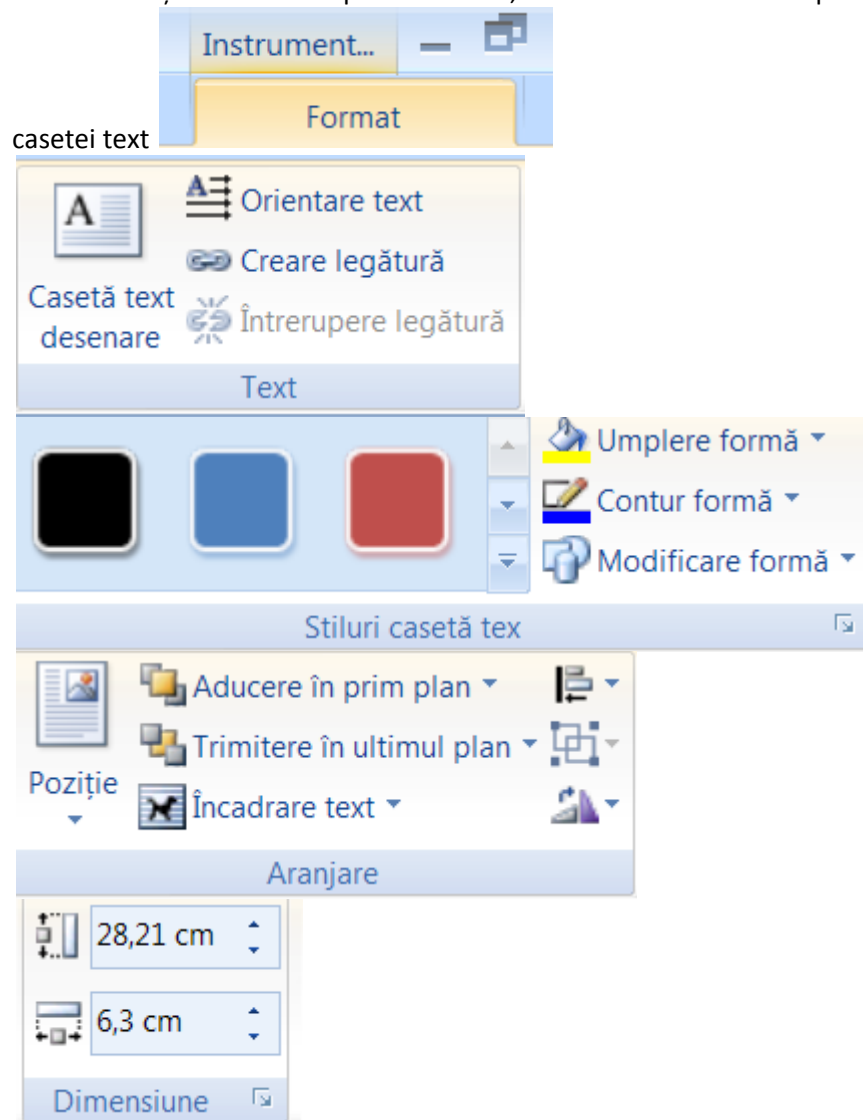 Instrument...
Format
casetei text
A
Orientare text
Creare legătură
Casetă text
desenare
Întrerupere legătură
Text
Umplere formă
Contur formă
Modificare formă
Stiluri casetă tex
Aducere în prim plan
Trimitere în ultimul plan
Poziție
Încadrare text
Aranjare
28,21 cm
6,3 cm
Dimensiune